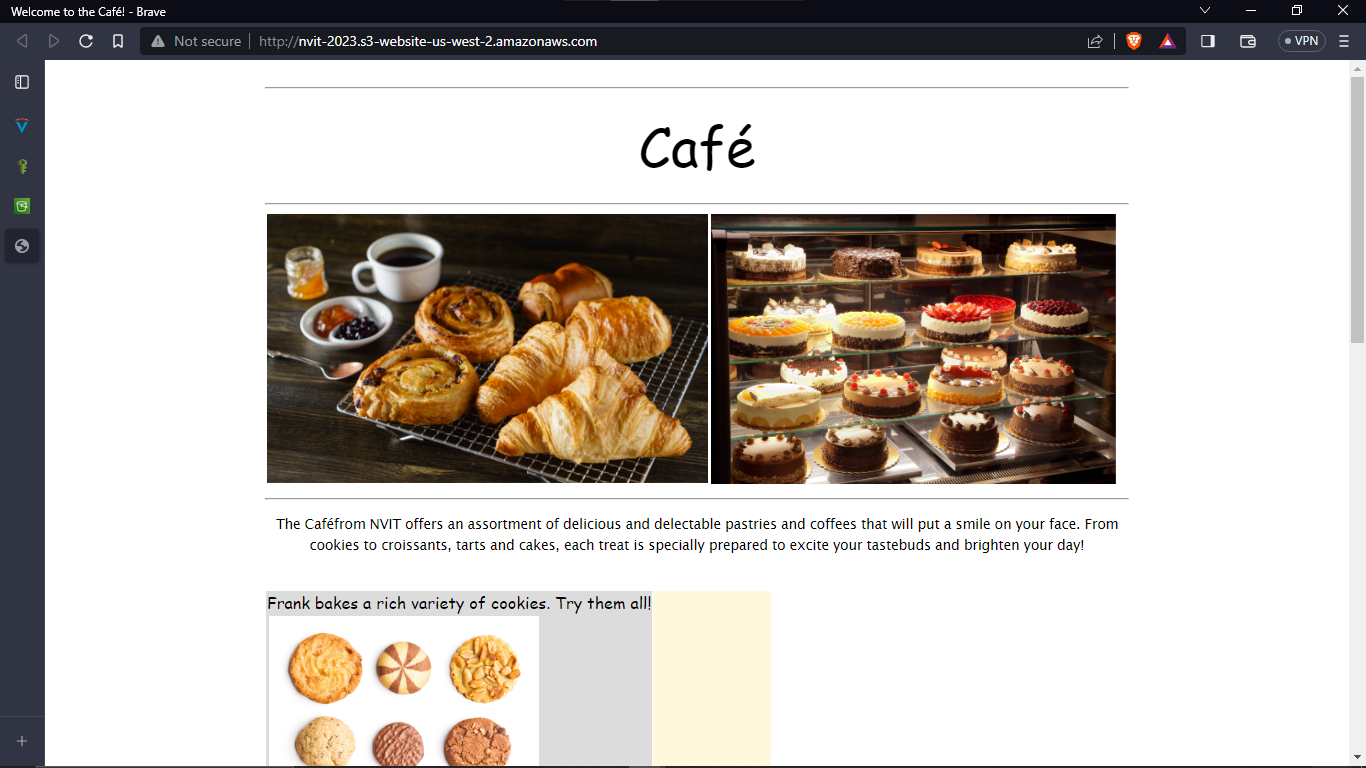 Welcome to the Café! - Brave
Not secure
http://nvit-2023.s3-website-us-west-2.amazonaws.com
VPN
Café
The Caféfrom NVIT offers an assortment of delicious and delectable pastries and coffees that will put a smile on your face. From
cookies to croissants, tarts and cakes, each treat is specially prepared to excite your tastebuds and brighten your day!
Frank bakes a rich variety of cookies. Try them all!